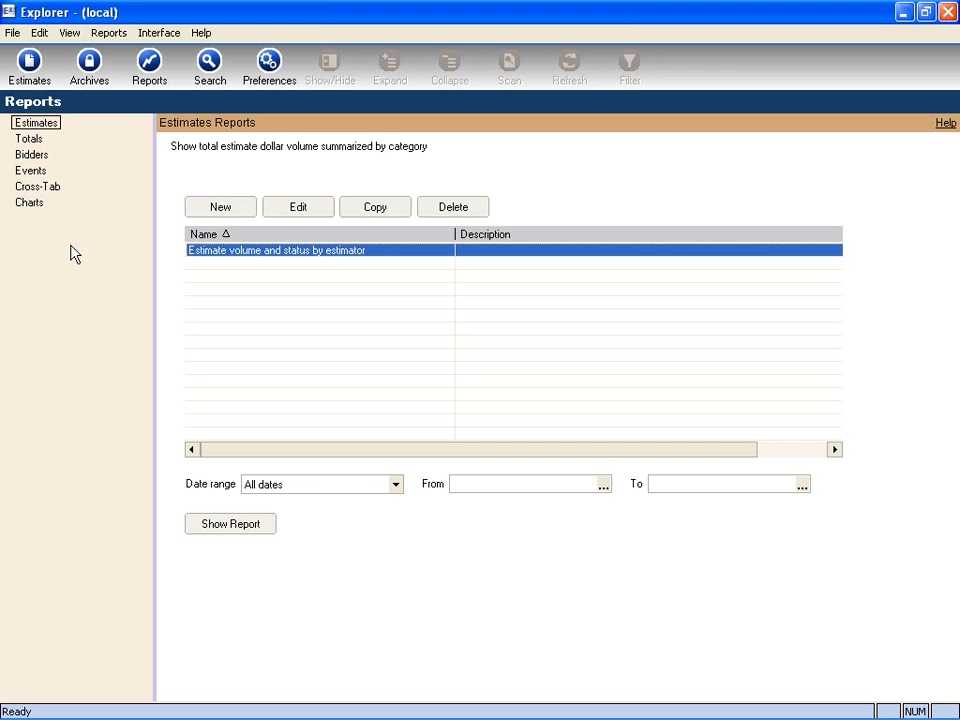 Explorer - (local)
File Edit View Reports Interface Help
Estimates Archives Reports Search Preferences Show/Hide Expand Collapse Scan Refresh Filter
Reports
Estimates
Totals
Bidders
Events
Cross-Tab
Charts
Estimates Reports Help
Show total estimate dollar volume summarized by category
New Edit Copy Delete
Name Description
Estimate volume and status by estimator
Date range All dates From ... To ...
Show Report
Ready NUM